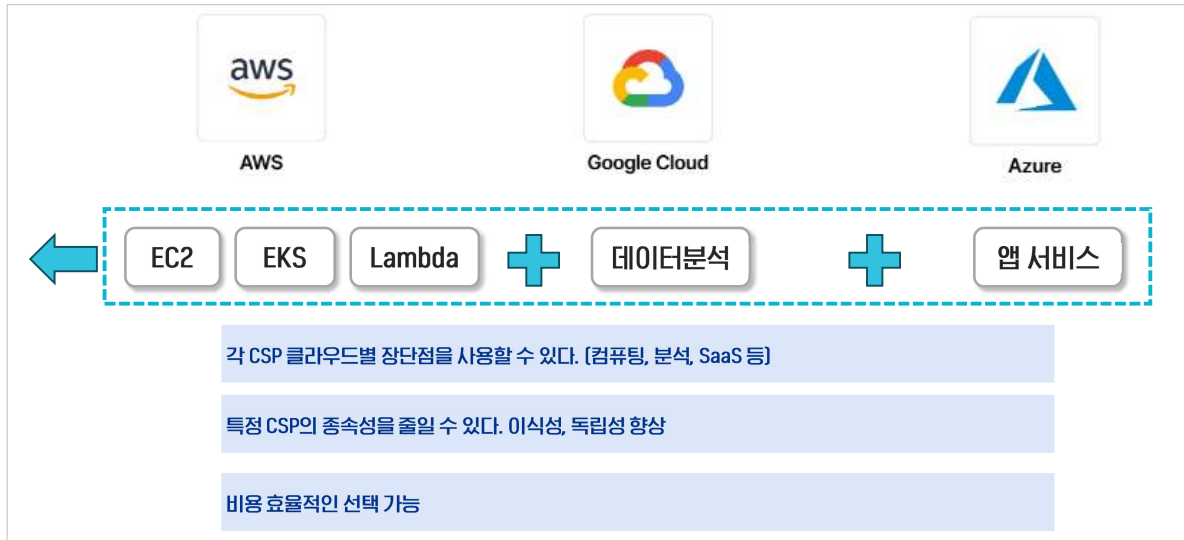 aws
AWS
Google Cloud
Azure
EC2
EKS
Lambda
데이터분석
앱 서비스
각 CSP 클라우드별 장단점을 사용할 수 있다. (컴퓨팅, 분석, SaaS 등)
특정 CSP의 종속성을 줄일 수 있다. 이식성, 독립성 향상
비용 효율적인 선택 가능